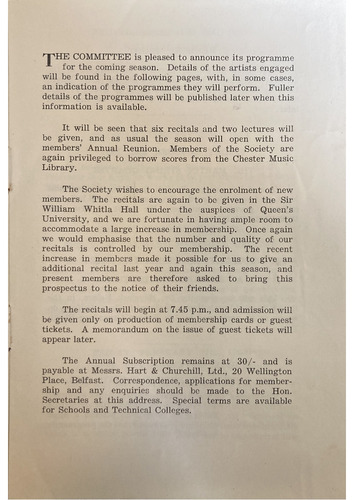 THE COMMITTEE is pleased to announce its programme
for the coming season. Details of the artists engaged
will be found in the following pages, with, in some cases,
an indication of the programmes they will perform. Fuller
details of the programmes will be published later when this
information is available.
It will be seen that six recitals and two lectures will
be given, and as usual the season will open with the
members' Annual Reunion. Members of the Society are
again privileged to borrow scores from the Chester Music
Library.
The Society wishes to encourage the enrolment of new
members. The recitals are again to be given in the Sir
William Whitla Hall under the auspices of Queen's
University, and we are fortunate in having ample room to
accommodate a large increase in membership. Once again
we would emphasise that the number and quality of our
recitals is controlled by our membership. The recent
increase in members made it possible for us to give an
additional recital last year and again this season, and
present members are therefore asked to bring this
prospectus to the notice of their friends.
The recitals will begin at 7.45 p.m., and admission will
be given only on production of membership cards or guest
tickets. A memorandum on the issue of guest tickets will
appear later.
The Annual Subscription remains at 30/- and is
payable at Messrs. Hart & Churchill, Ltd., 20 Wellington
Place, Belfast. Correspondence, applications for member-
ship and any enquiries should be made to the Hon.
Secretaries at this address. Special terms are available
for Schools and Technical Colleges.